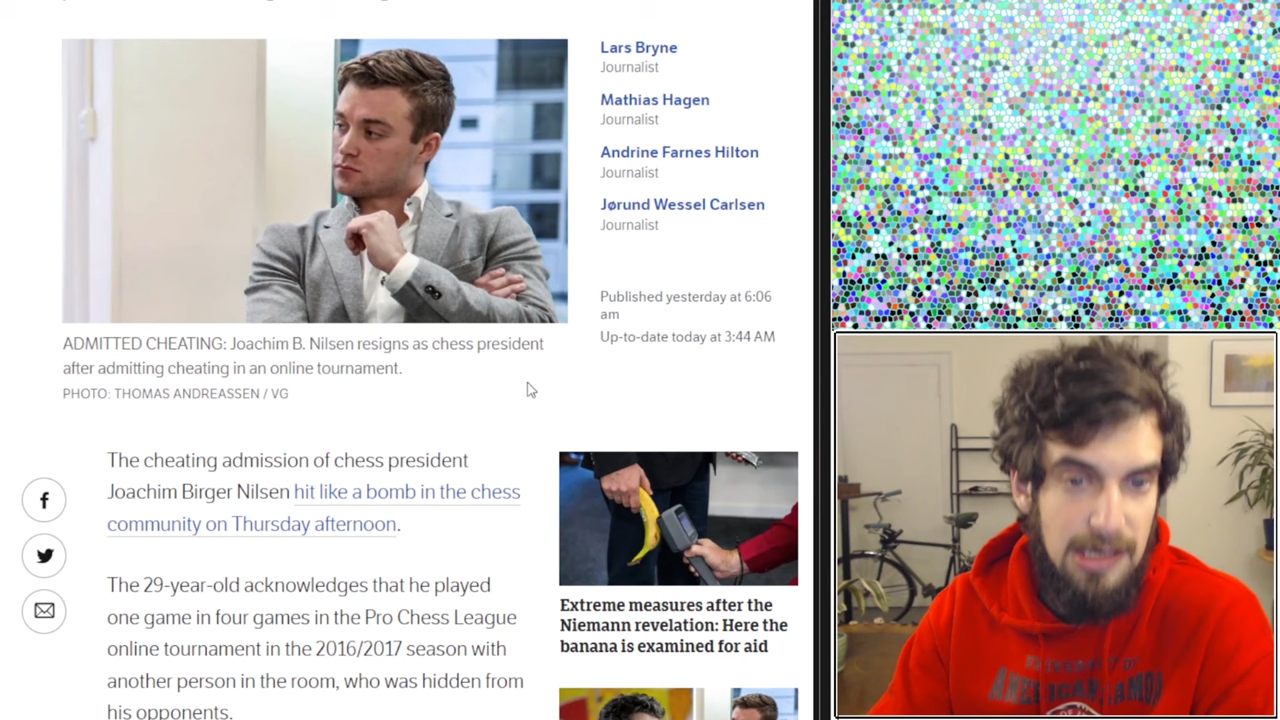 Lars Bryne
Journalist
Mathias Hagen
Journalist
Andrine Farnes Hilton
Journalist
Jørund Wessel Carlsen
Journalist
Published yesterday at 6:06
am
Up-to-date today at 3:44 AM
ADMITTED CHEATING: Joachim B. Nilsen resigns as chess president
after admitting cheating in an online tournament.
PHOTO: THOMAS ANDREASSEN / VG
The cheating admission of chess president
Joachim Birger Nilsen hit like a bomb in the chess
community on Thursday afternoon.
The 29-year-old acknowledges that he played
one game in four games in the Pro Chess League
online tournament in the 2016/2017 season with
another person in the room, who was hidden from
his opponents.
Extreme measures after the
Niemann revelation: Here the
banana is examined for aid